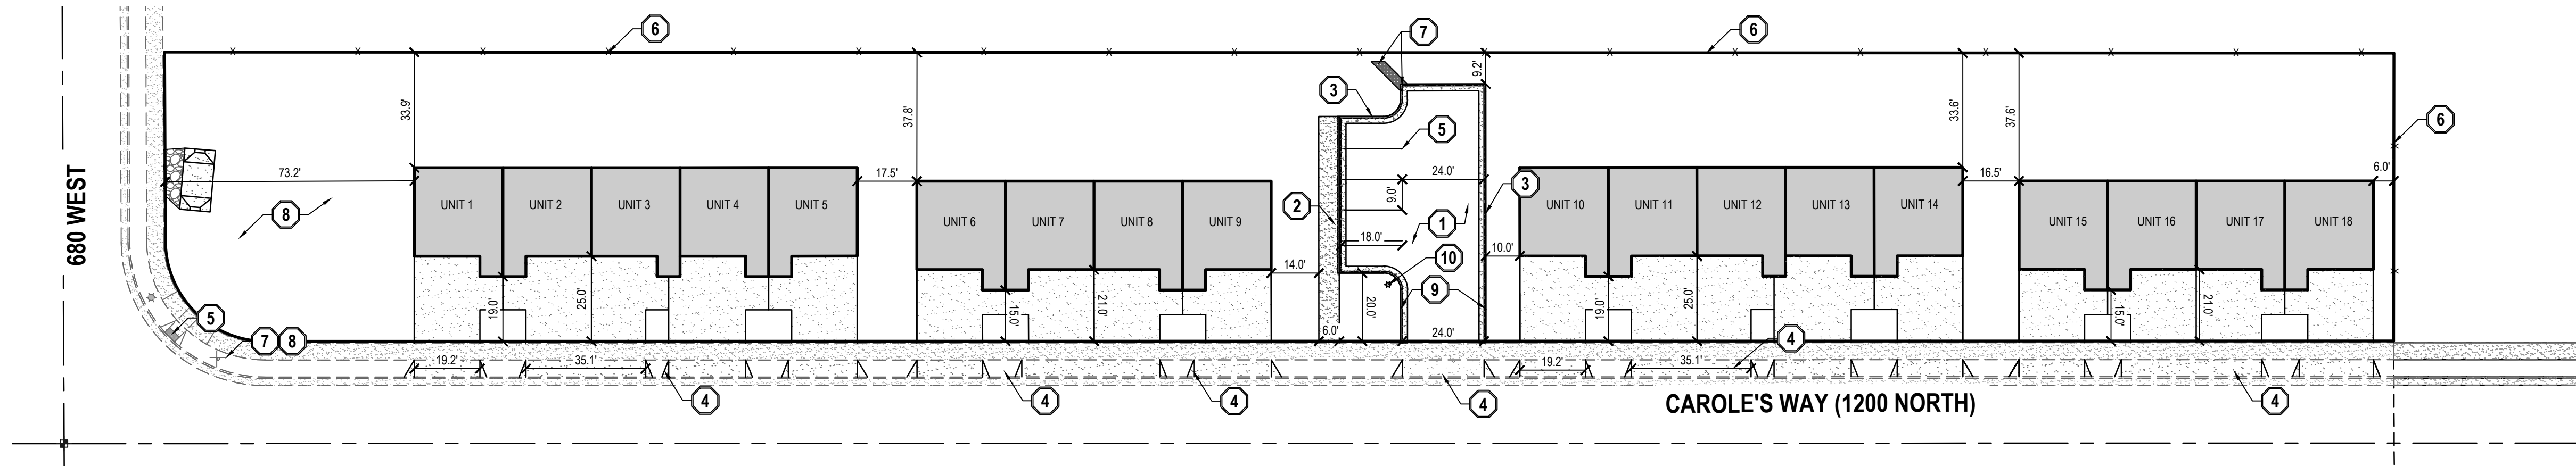 6
6
7
9.2'
3
33.9'
37.8'
33.6'
37.6'
5
6
680 WEST
73.2'
17.5'
24.0'
16.5'
6.0'
3
9.0'
8
UNIT 1
UNIT 2
UNIT 3
UNIT 4
UNIT 5
UNIT 6
UNIT 7
UNIT 8
UNIT 9
2
1
UNIT 10
UNIT 11
UNIT 12
UNIT 13
UNIT 14
UNIT 15
UNIT 16
UNIT 17
UNIT 18
18.0'
10.0'
10
14.0'
9
19.0'
25.0'
15.0'
21.0'
20.0'
19.0'
25.0'
15.0'
21.0'
5
7
8
6.0'
24.0'
4
19.2'
35.1'
19.2'
35.1'
4
4
4
4
4
CAROLE'S WAY (1200 NORTH)